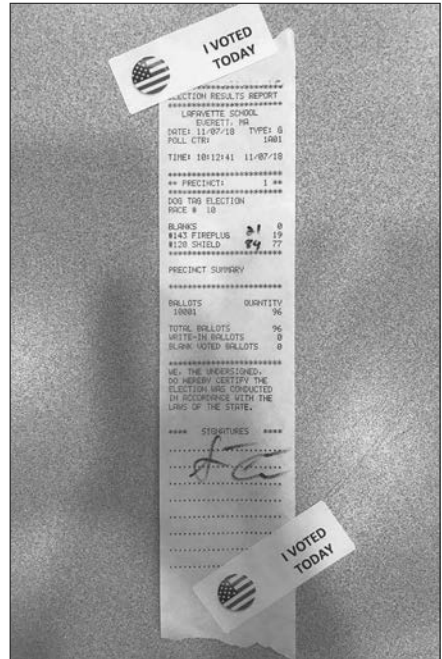 I VOTED
TODAY
ELECTION RESULTS REPORT
LAFAYETTE SCHOOL
EVERETT, MA
DATE: 11/07/18 TYPE: G
POLL CTR: 1A01
TIME: 10:12:41 11/07/18
** PRECINCT: 1 **
DOG TAG ELECTION
RACE # 10
BLANKS 0
#143 FIREPLUG 21 19
#120 SHIELD 84 77
PRECINCT SUMMARY
BALLOTS QUANTITY
10001 96
TOTAL BALLOTS 96
WRITE-IN BALLOTS 0
BLANK VOTED BALLOTS 0
WE, THE UNDERSIGNED,
DO HEREBY CERTIFY THE
ELECTION WAS CONDUCTED
IN ACCORDANCE WITH THE
LAWS OF THE STATE.
**** SIGNATURES ****
I VOTED
TODAY